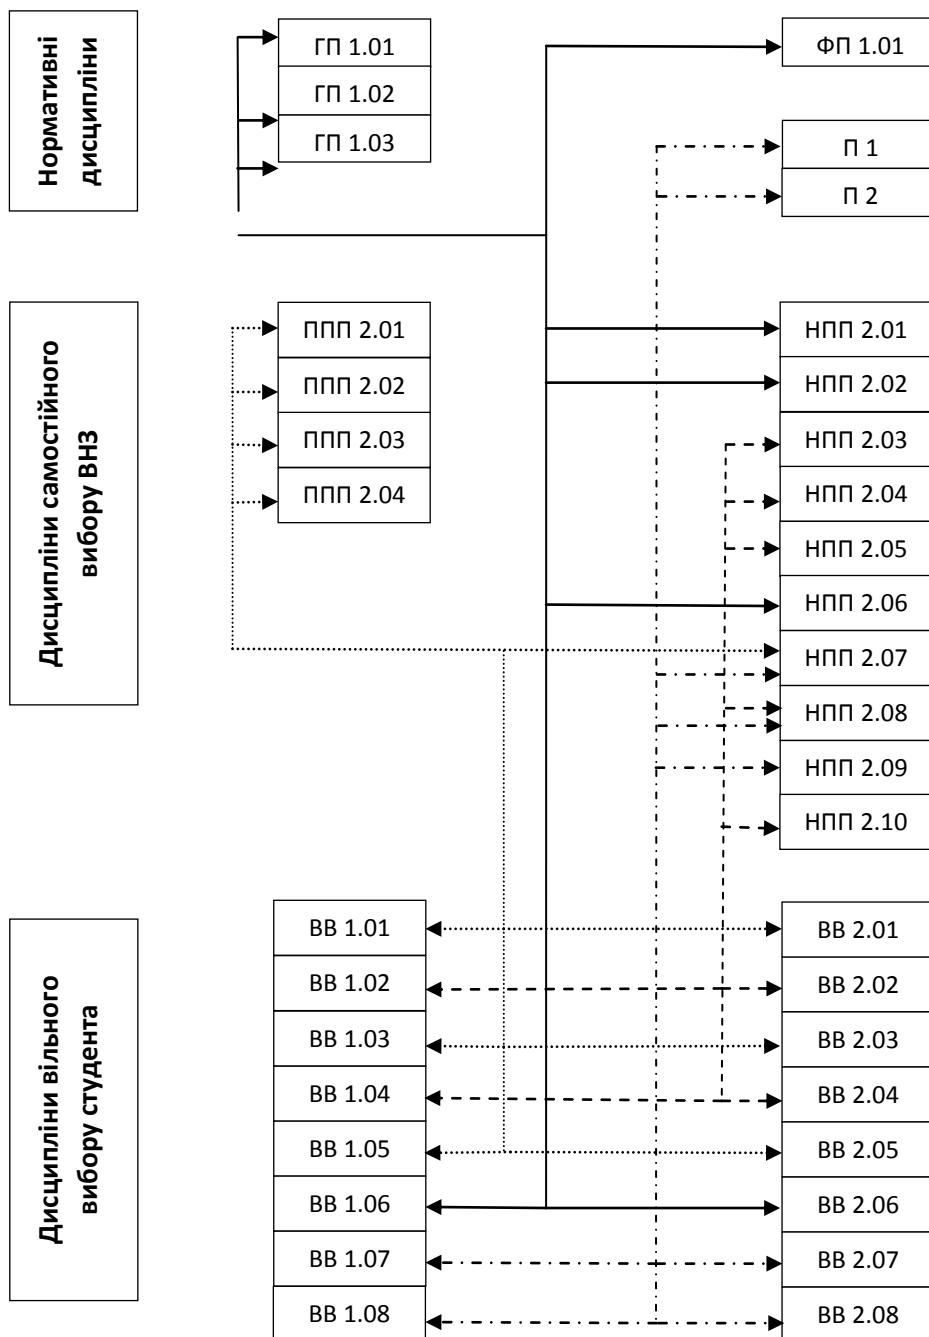 Нормативні
дисципліни
ГП 1.01
ГП 1.02
ГП 1.03
ФП 1.01
П 1
П 2
Дисципліни самостійного
вибору ВНЗ
ППП 2.01
ППП 2.02
ППП 2.03
ППП 2.04
НПП 2.01
НПП 2.02
НПП 2.03
НПП 2.04
НПП 2.05
НПП 2.06
НПП 2.07
НПП 2.08
НПП 2.09
НПП 2.10
Дисципліни вільного
вибору студента
ВВ 1.01
ВВ 1.02
ВВ 1.03
ВВ 1.04
ВВ 1.05
ВВ 1.06
ВВ 1.07
ВВ 1.08
ВВ 2.01
ВВ 2.02
ВВ 2.03
ВВ 2.04
ВВ 2.05
ВВ 2.06
ВВ 2.07
ВВ 2.08